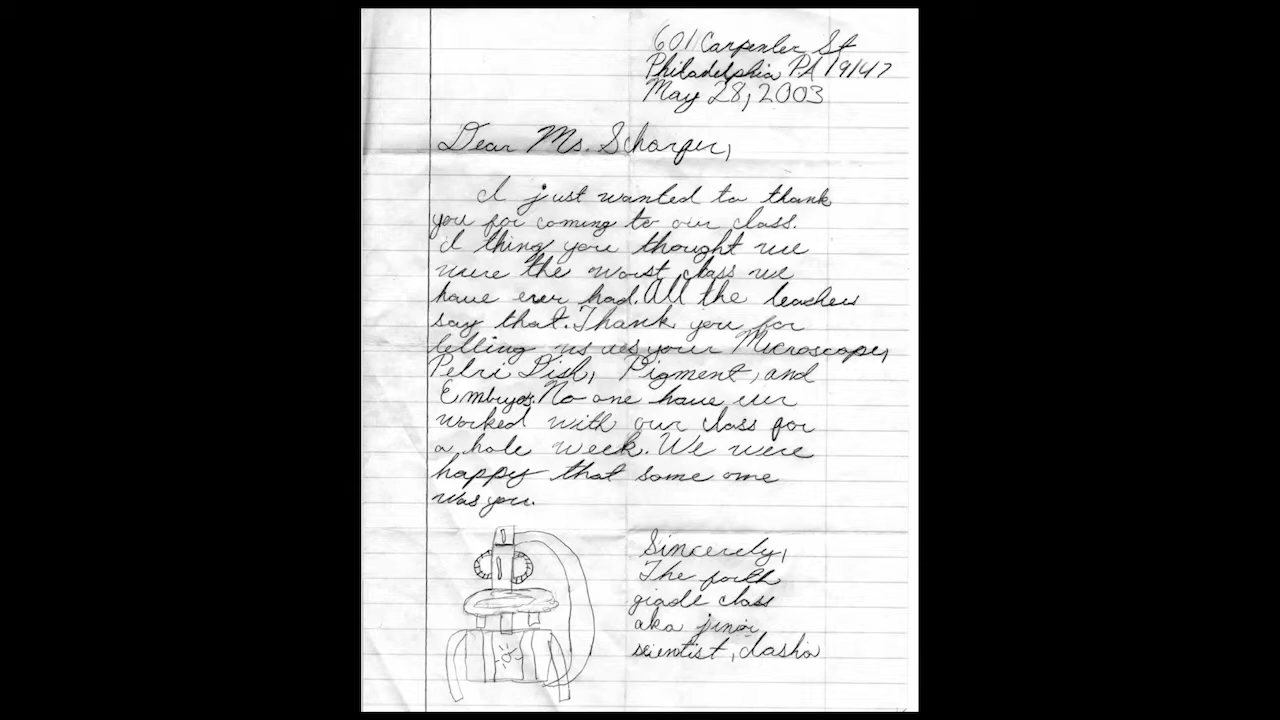 601 Carpenter St
Philadelphia PA 19147
May 28, 2003
Dear Ms. Scharper,
I just wanted to thank
you for coming to our class.
I thing you thought we
were the worst class we
have ever had. All the teachers
say that. Thank you for
letting us ues your Microscope,
Petri Dish, Pigment, and
Embryos. No one have ever
worked with our class for
a hole week. We were
happy that some one
was you.
Sincerely,
The forth
grade class
aka jinor
scientist,